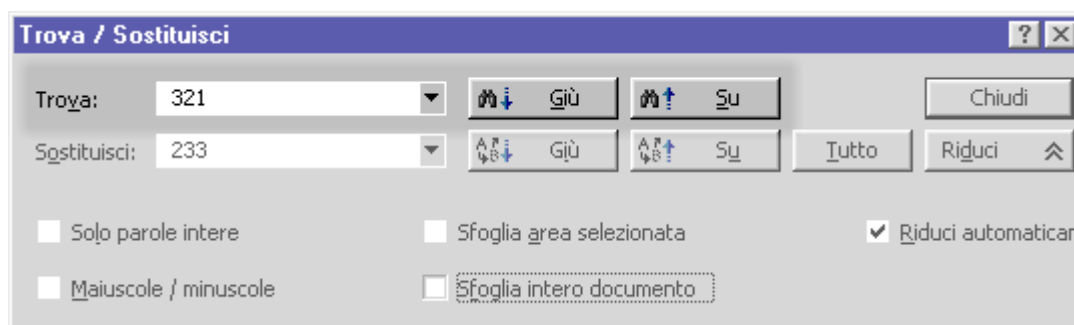 Trova / Sostituisci
Trova: 321 Giù Su Chiudi
Sostituisci: 233 Giù Su Tutto Riduci
Solo parole intere Sfoglia area selezionata Riduci automaticar
Maiuscole / minuscole Sfoglia intero documento